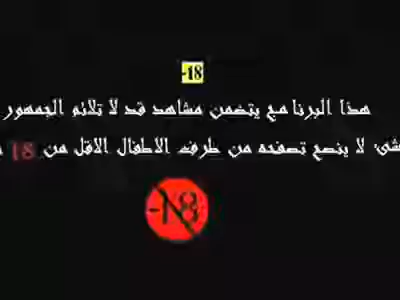 -18
هذا البرنامج يتضمن مشاهد قد لا تلائم الجمهور
لا ينصح تصفحه من طرف الاطفال الاقل من 18
-18